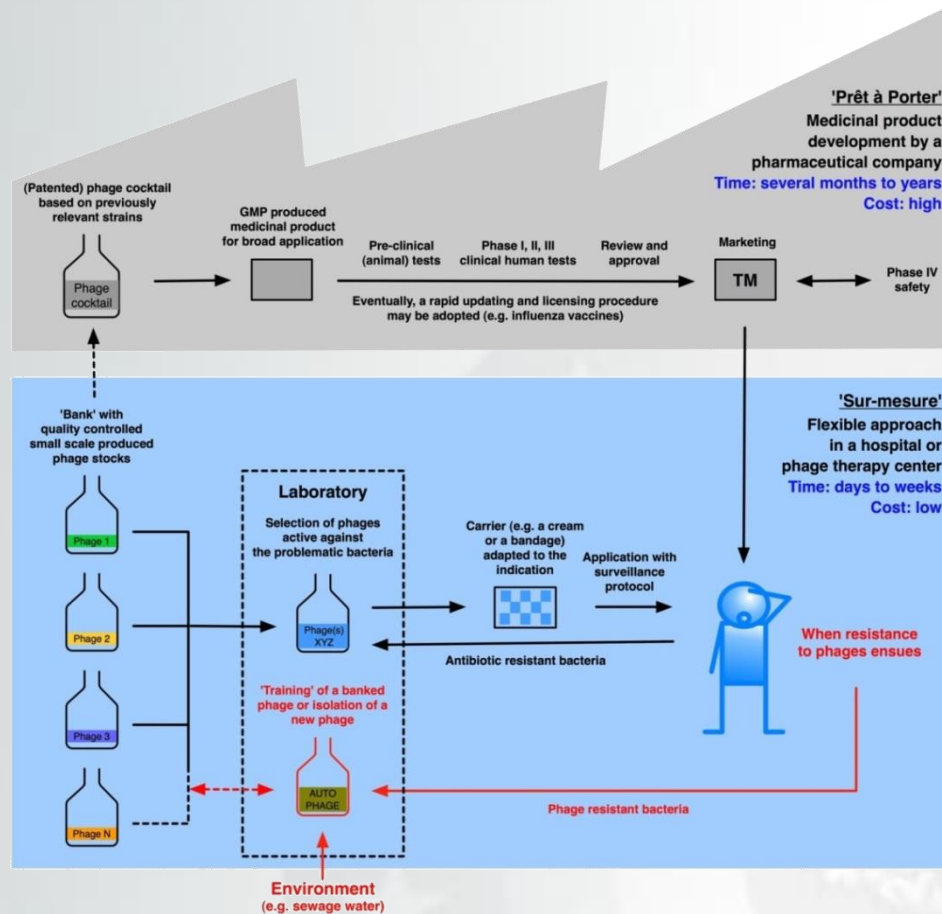 'Prêt à Porter'
Medicinal product
development by a
pharmaceutical company
Time: several months to years
Cost: high
(Patented) phage cocktail
based on previously
relevant strains
Phage
cocktail
GMP produced
medicinal product
for broad application
Pre-clinical
(animal) tests
Phase I, II, III
clinical human tests
Review and
approval
Eventually, a rapid updating and licensing procedure
may be adopted (e.g. influenza vaccines)
Marketing
TM
Phase IV
safety
'Sur-mesure'
Flexible approach
in a hospital or
phage therapy center
Time: days to weeks
Cost: low
'Bank' with
quality controlled
small scale produced
phage stocks
Phage 1
Phage 2
Phage 3
Phage N
Laboratory
Selection of phages
active against
the problematic bacteria
Phage(s)
XYZ
Carrier (e.g. a cream
or a bandage)
adapted to the
indication
Application with
surveillance
protocol
Antibiotic resistant bacteria
When resistance
to phages ensues
'Training' of a banked
phage or isolation of a
new phage
AUTO
PHAGE
Phage resistant bacteria
Environment
(e.g. sewage water)